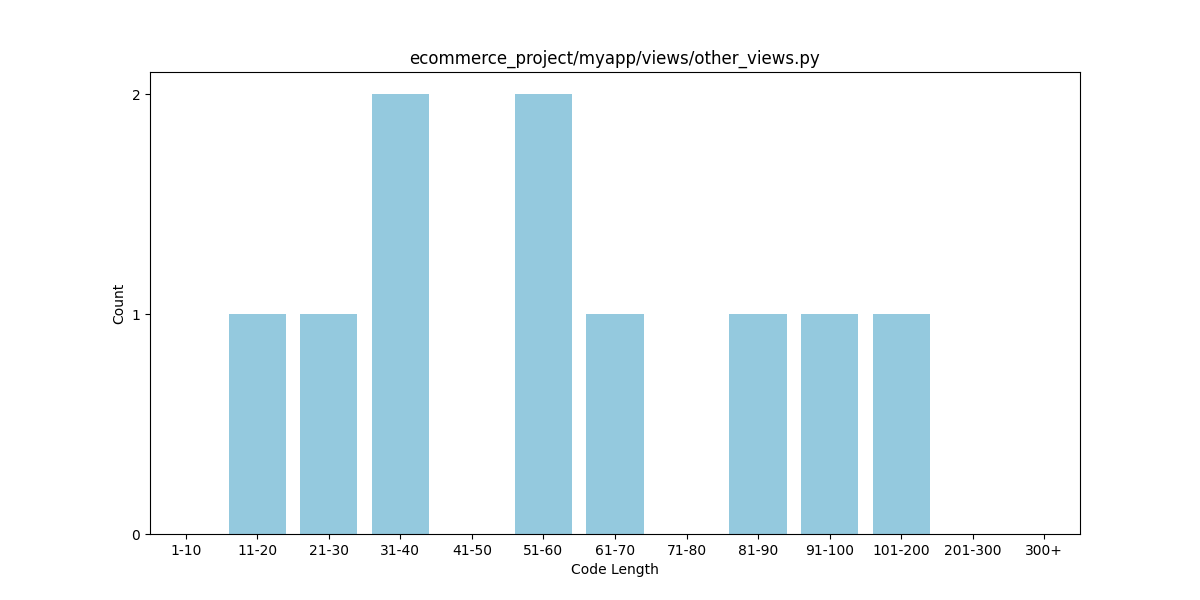 ecommerce_project/myapp/views/other_views.py
Count
2
1
0
1-10 11-20 21-30 31-40 41-50 51-60 61-70 71-80 81-90 91-100 101-200 201-300 300+
Code Length